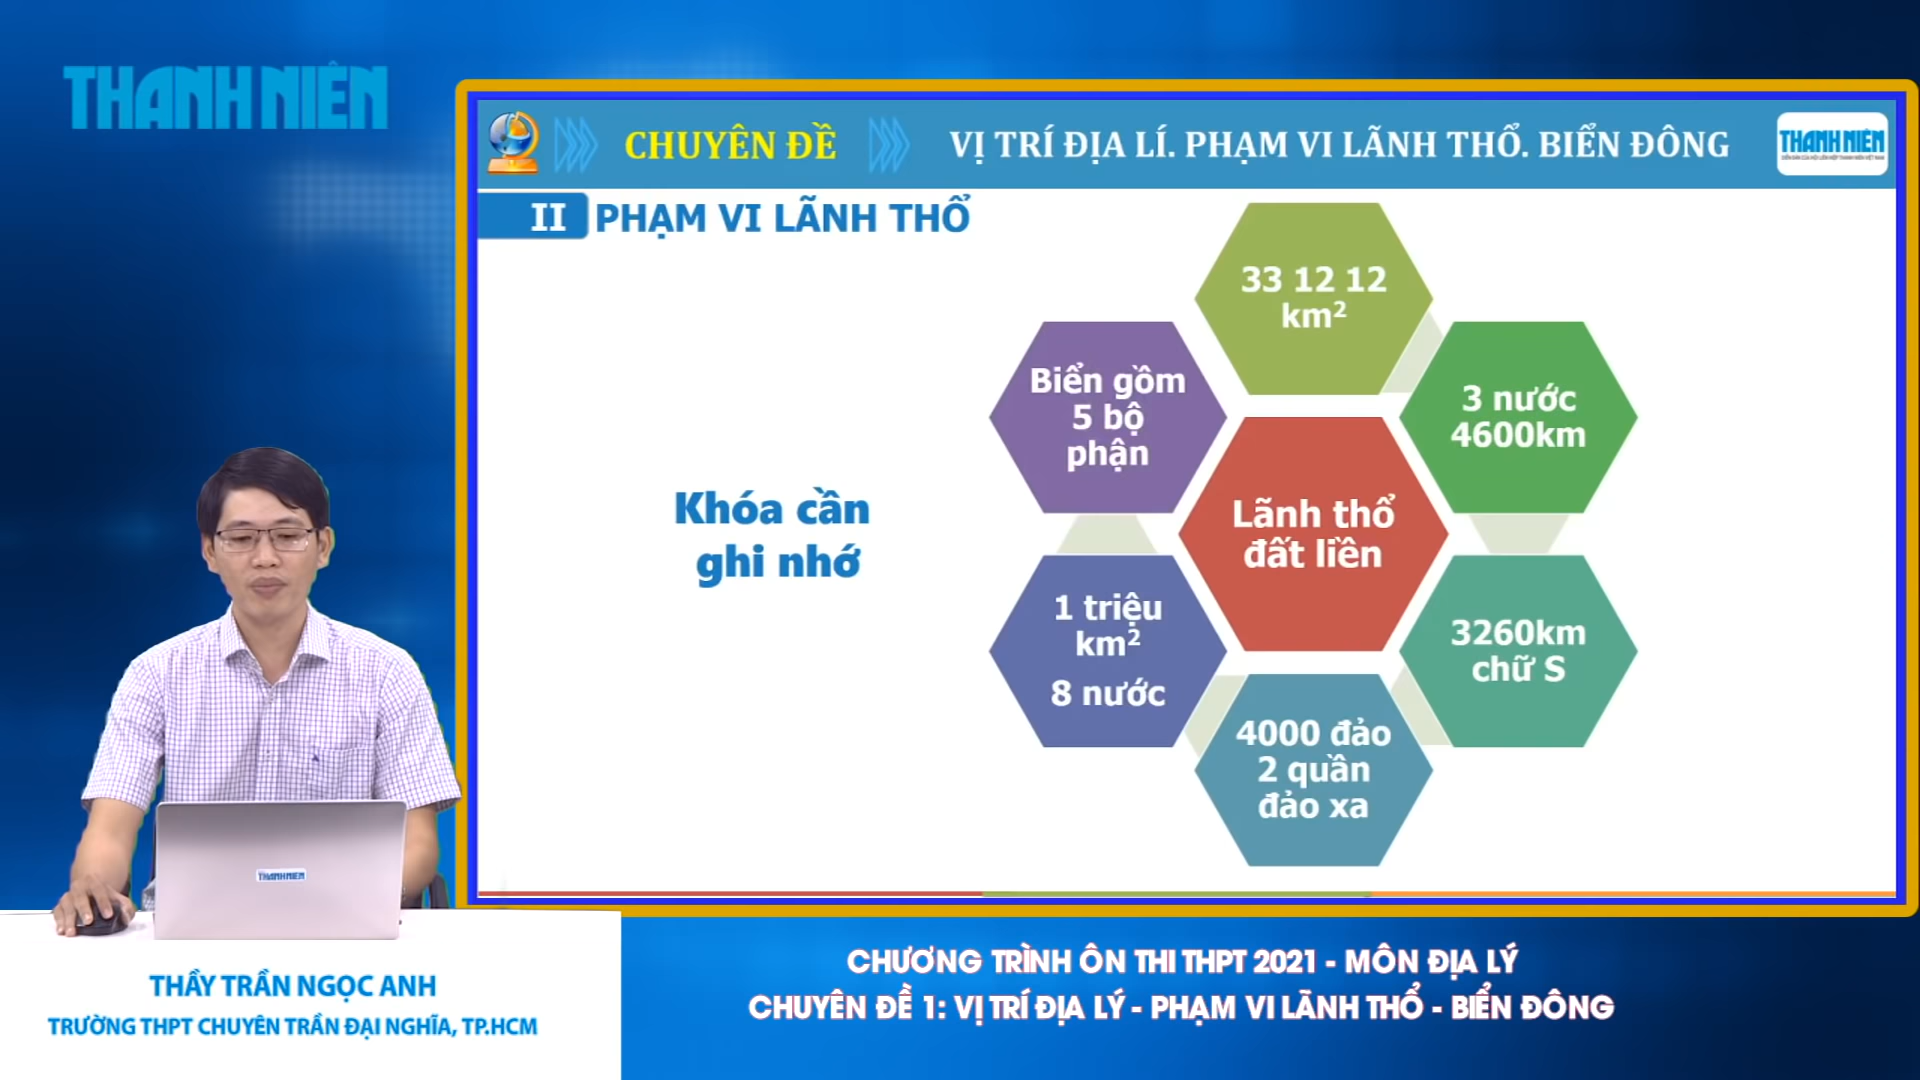 THANH NIÊN
CHUYÊN ĐỀ
VỊ TRÍ ĐỊA LÍ. PHẠM VI LÃNH THỔ. BIỂN ĐÔNG
THANH NIÊN
II
PHẠM VI LÃNH THỔ
33 12 12
km²
Biển gồm
5 bộ
phận
3 nước
4600km
Khóa cần
ghi nhớ
Lãnh thổ
đất liền
1 triệu
km²
8 nước
3260km
chữ S
4000 đảo
2 quần
đảo xa
THANH NIÊN
THẦY TRẦN NGỌC ANH
TRƯỜNG THPT CHUYÊN TRẦN ĐẠI NGHĨA, TP.HCM
CHƯƠNG TRÌNH ÔN THI THPT 2021 - MÔN ĐỊA LÝ
CHUYÊN ĐỀ 1: VỊ TRÍ ĐỊA LÝ - PHẠM VI LÃNH THỔ - BIỂN ĐÔNG